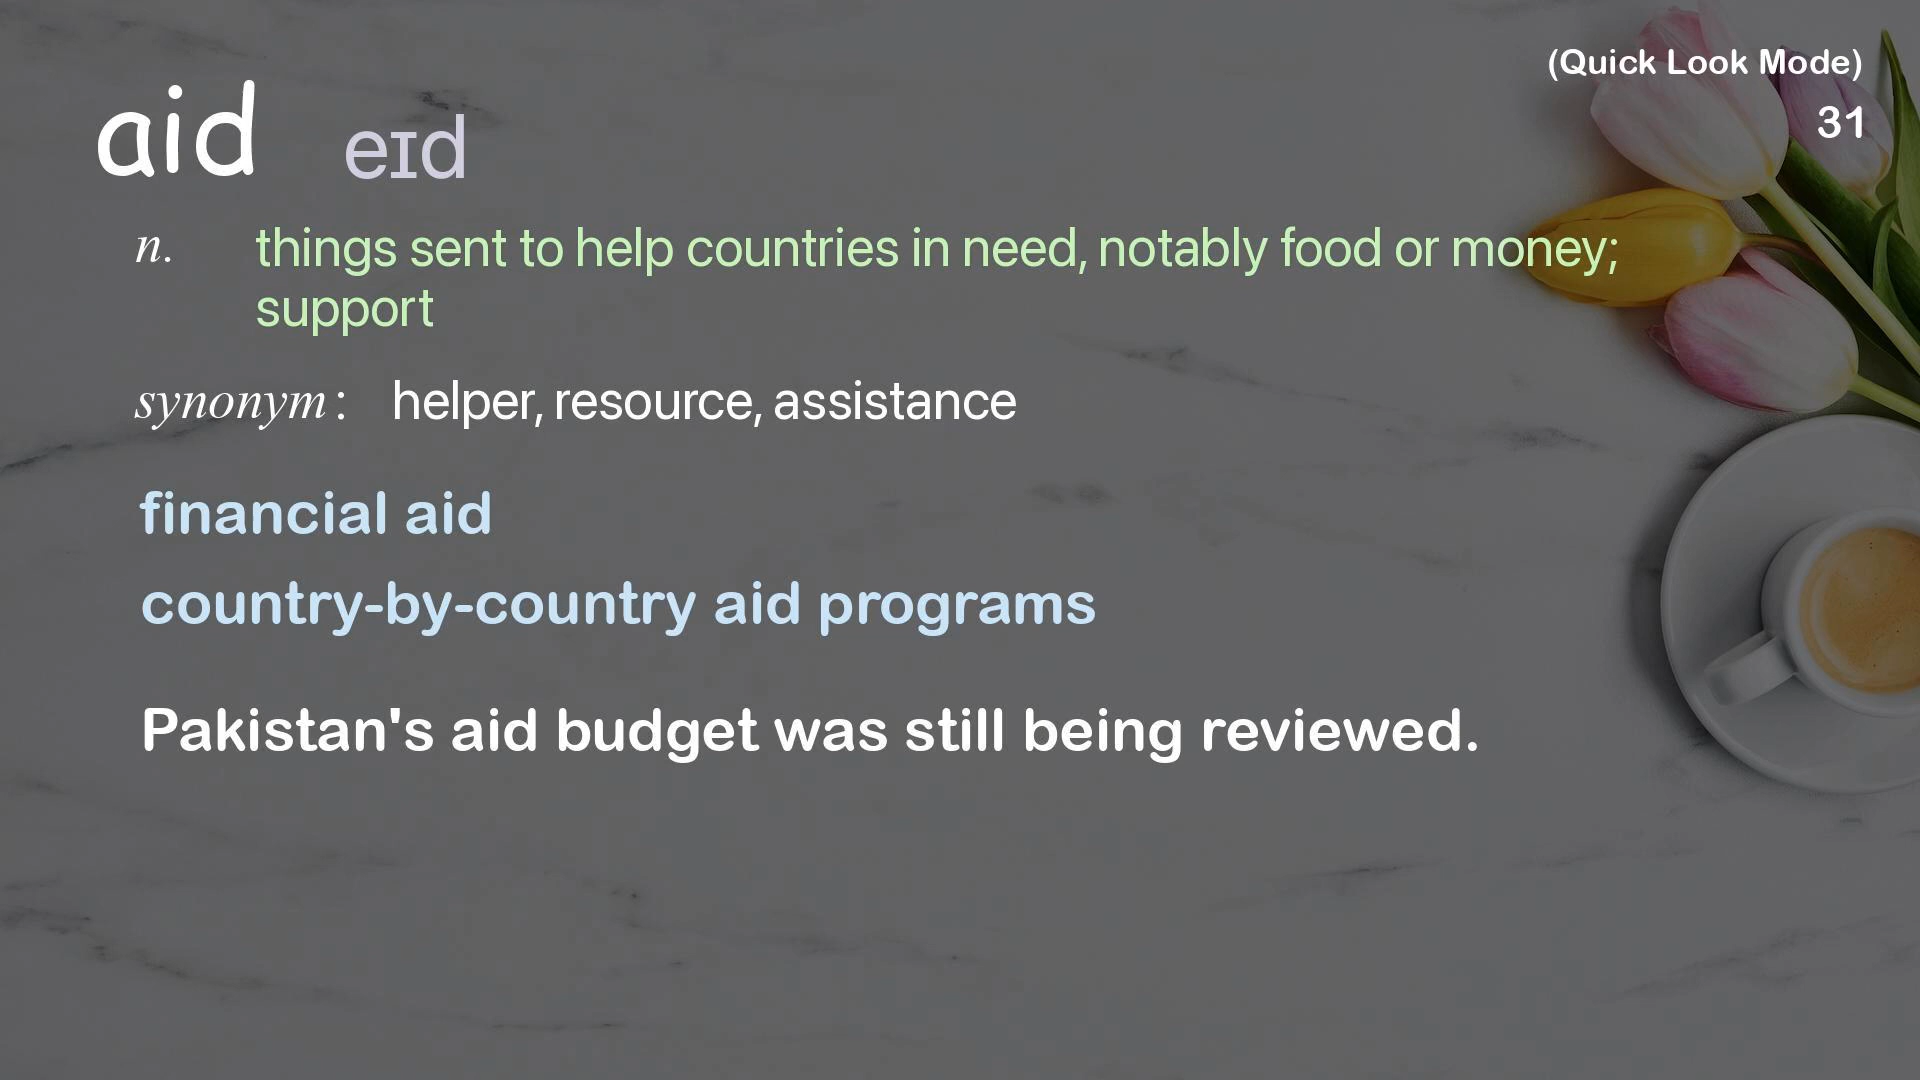 (Quick Look Mode)
31
aid eɪd
n. things sent to help countries in need, notably food or money;
support
synonym : helper, resource, assistance
financial aid
country-by-country aid programs
Pakistan's aid budget was still being reviewed.